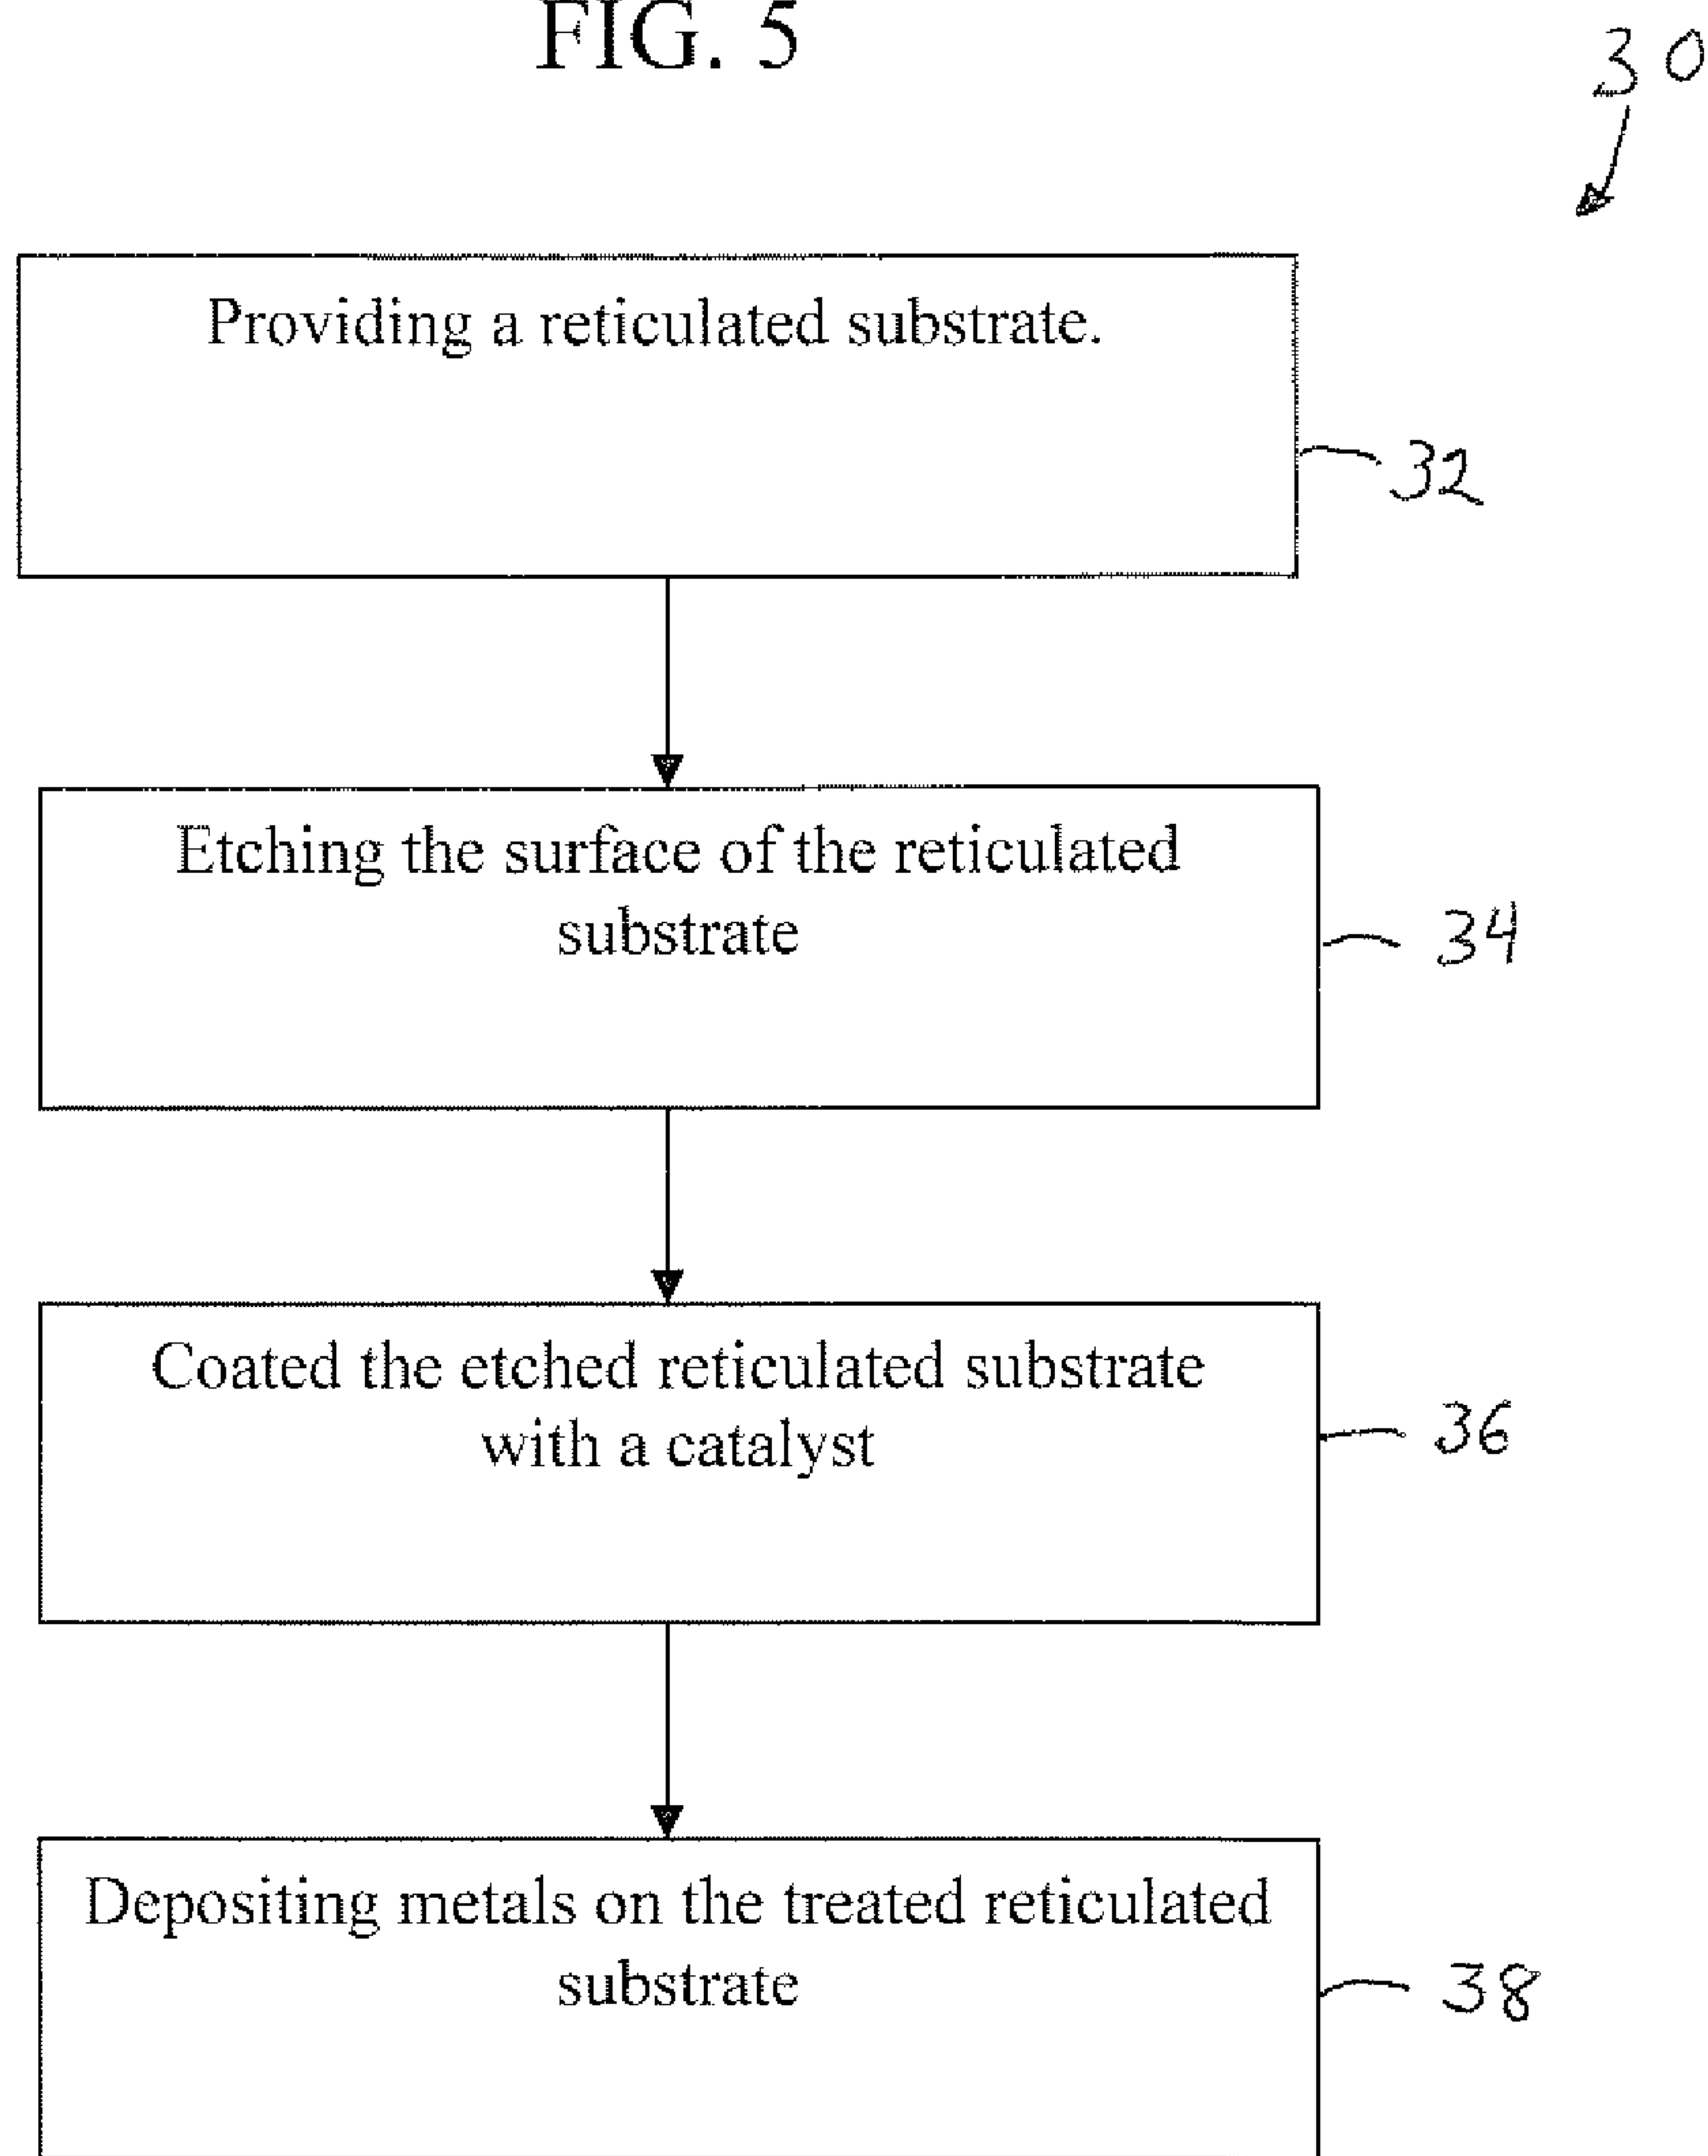 FIG. 5
30
Providing a reticulated substrate.
32
Etching the surface of the reticulated
substrate
34
Coated the etched reticulated substrate
with a catalyst
36
Depositing metals on the treated reticulated
substrate
38